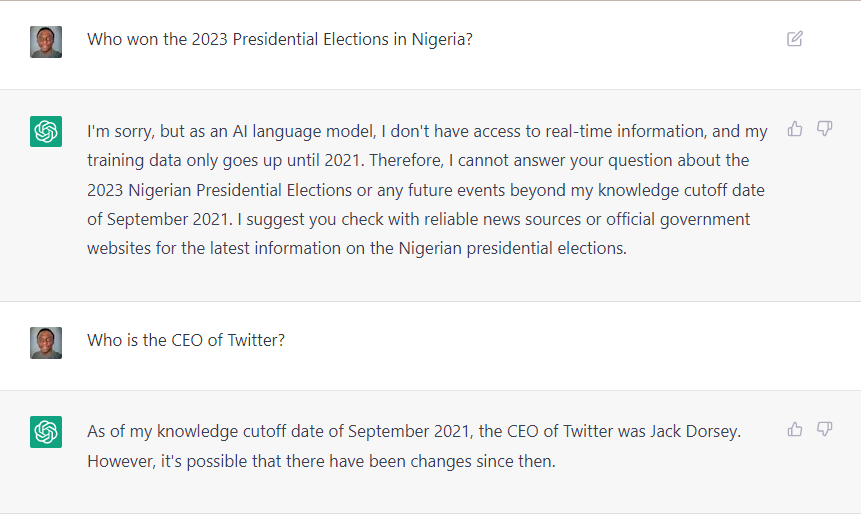 Who won the 2023 Presidential Elections in Nigeria?
I'm sorry, but as an AI language model, I don't have access to real-time information, and my
training data only goes up until 2021. Therefore, I cannot answer your question about the
2023 Nigerian Presidential Elections or any future events beyond my knowledge cutoff date
of September 2021. I suggest you check with reliable news sources or official government
websites for the latest information on the Nigerian presidential elections.
Who is the CEO of Twitter?
As of my knowledge cutoff date of September 2021, the CEO of Twitter was Jack Dorsey.
However, it's possible that there have been changes since then.